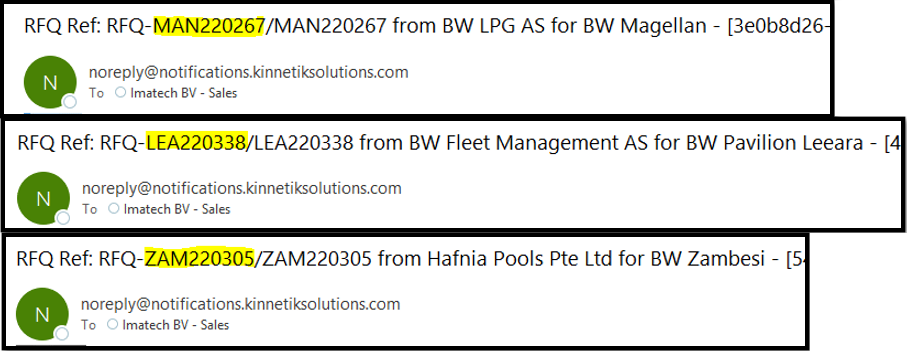 RFQ Ref: RFQ-MAN220267/MAN220267 from BW LPG AS for BW Magellan - [3e0b8d26-
N
noreply@notifications.kinnetiksolutions.com
To Imatech BV - Sales
RFQ Ref: RFQ-LEA220338/LEA220338 from BW Fleet Management AS for BW Pavilion Leeara - [4
N
noreply@notifications.kinnetiksolutions.com
To Imatech BV - Sales
RFQ Ref: RFQ-ZAM220305/ZAM220305 from Hafnia Pools Pte Ltd for BW Zambesi - [54
N
noreply@notifications.kinnetiksolutions.com
To Imatech BV - Sales